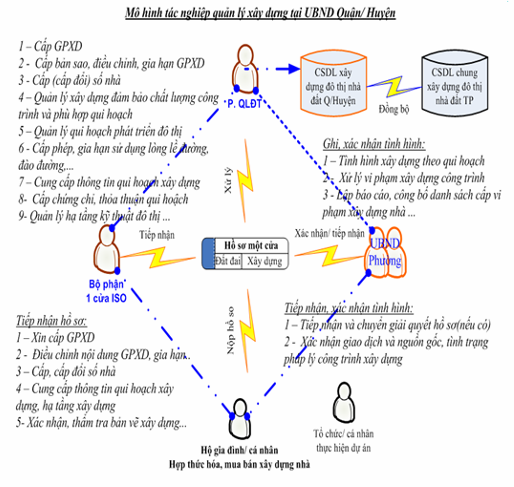 Mô hình tác nghiệp quản lý xây dựng tại UBND Quận/ Huyện
1 – Cấp GPXD
2 - Cấp bản sao, điều chỉnh, gia hạn GPXD
3 – Cấp (cấp đổi) số nhà
4 – Quản lý xây dựng đảm bảo chất lượng công
trình và phù hợp qui hoạch
5 – Quản lý qui hoạch phát triển đô thị
6 - Cấp phép, gia hạn sử dụng lòng lề đường,
đào đường,...
7 – Cung cấp thông tin qui hoạch xây dựng
8- Cấp chứng chỉ, thỏa thuận quy hoạch
9- Quản lý hạ tầng kỹ thuật đô thị ...
P. QLĐT
CSDL xây
dựng đô thị nhà
đất Q/Huyện
Đồng bộ
CSDL chung
xây dựng đô thị
nhà đất TP
Ghi, xác nhận tình hình:
1 – Tình hình xây dựng theo qui hoạch
2 - Xử lý vi phạm xây dựng công trình
3 – Lập báo cáo, công bố danh sách cấp vi
phạm xây dựng nhà ...
Xử lý
Tiếp nhận
Hồ sơ một cửa
Đất đai
Xây dựng
Xác nhận/ tiếp nhận
UBND
Phường
Bộ phận
1 cửa ISO
Nộp hồ sơ
Tiếp nhận hồ sơ:
1 – Xin cấp GPXD
2 - Điều chỉnh nội dung GPXD, gia hạn..
3 – Cấp, cấp đổi số nhà
4 – Cung cấp thông tin qui hoạch xây
dựng, hạ tầng xây dựng
5- Xác nhận, thẩm tra bản vẽ xây dựng...
Tiếp nhận, xác nhận tình hình:
1 – Tiếp nhận và chuyển giải quyết hồ sơ(nếu có)
2 - Xác nhận giao dịch và nguồn gốc, tình trạng
pháp lý công trình xây dựng
Hộ gia đình/ cá nhân
Hợp thức hóa, mua bán xây dựng nhà
Tổ chức/ cá nhân
thực hiện dự án